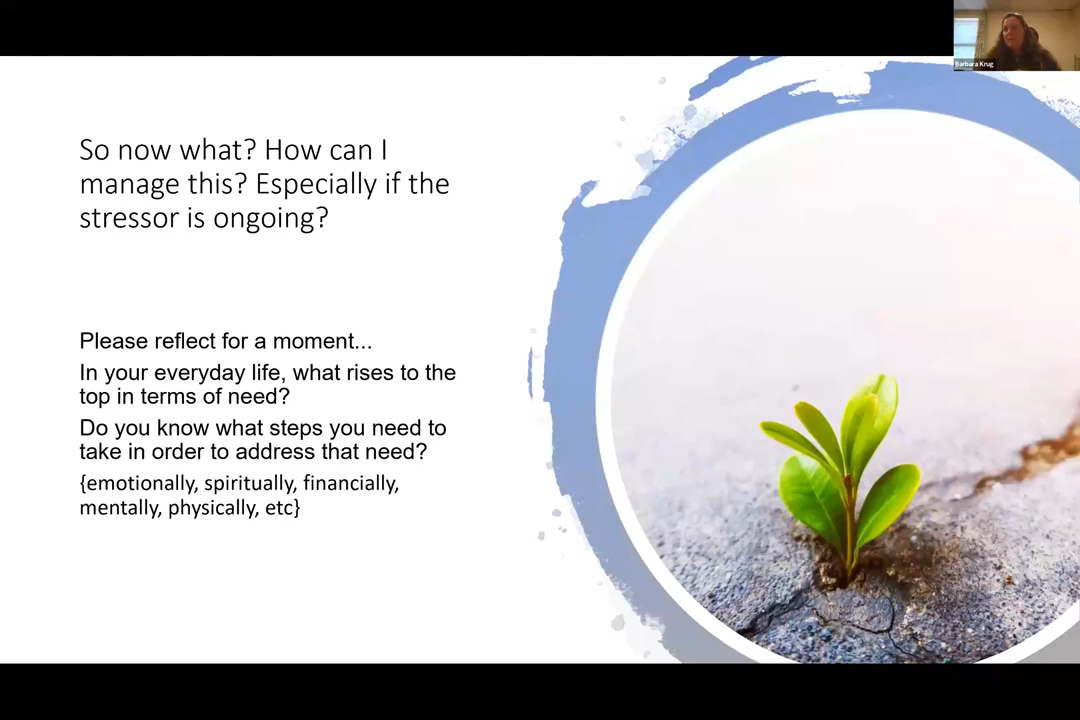 Barbara Krug
So now what? How can I
manage this? Especially if the
stressor is ongoing?
Please reflect for a moment...
In your everyday life, what rises to the
top in terms of need?
Do you know what steps you need to
take in order to address that need?
{emotionally, spiritually, financially,
mentally, physically, etc}